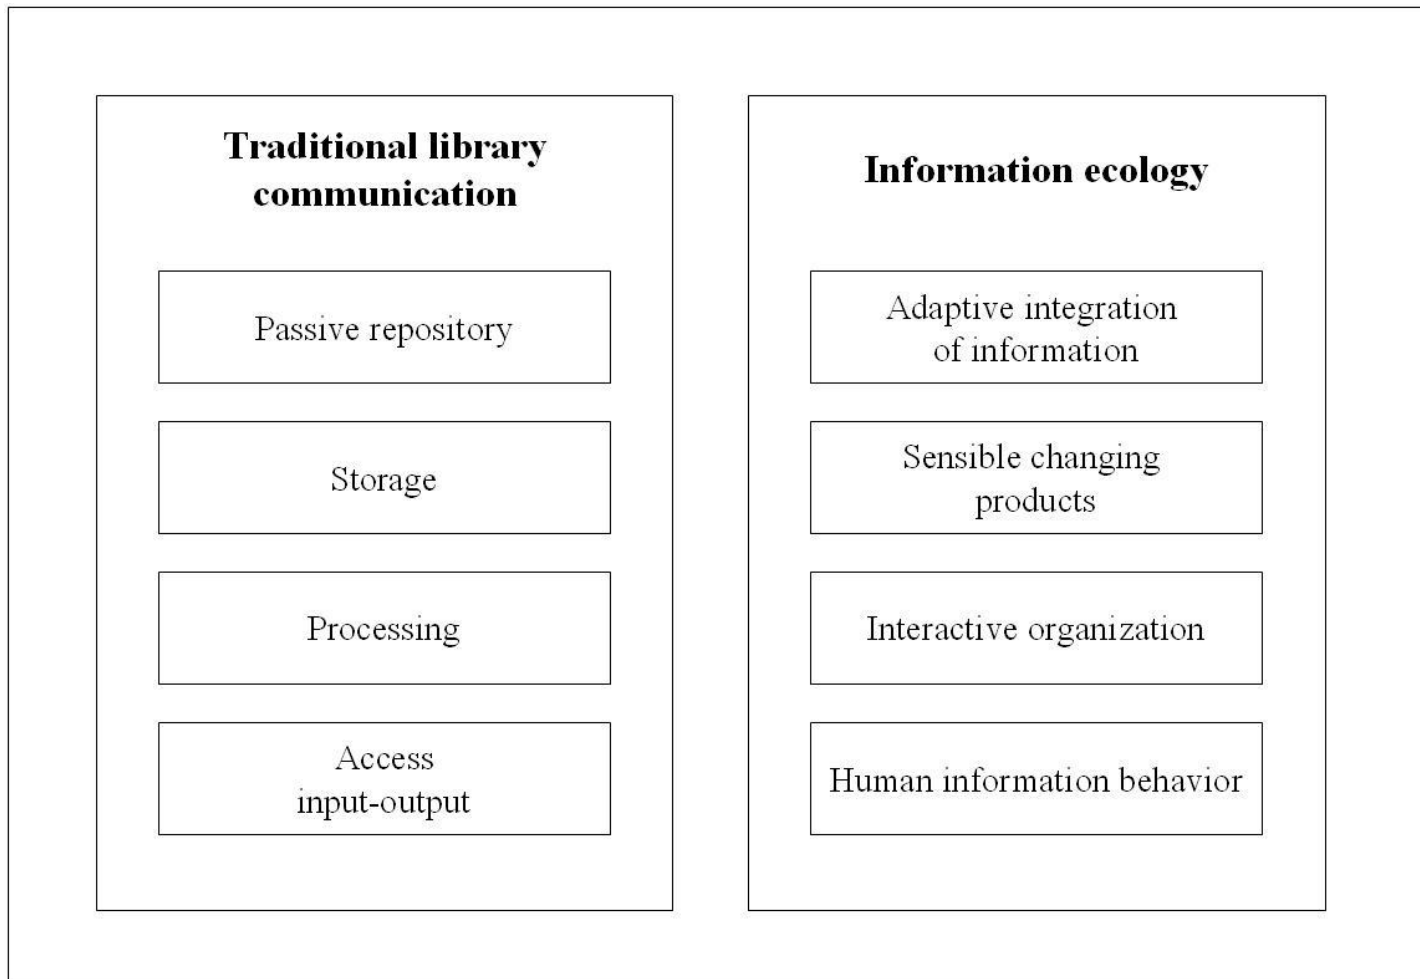 Traditional library
communication
Passive repository
Storage
Processing
Access
input-output
Information ecology
Adaptive integration
of information
Sensible changing
products
Interactive organization
Human information behavior